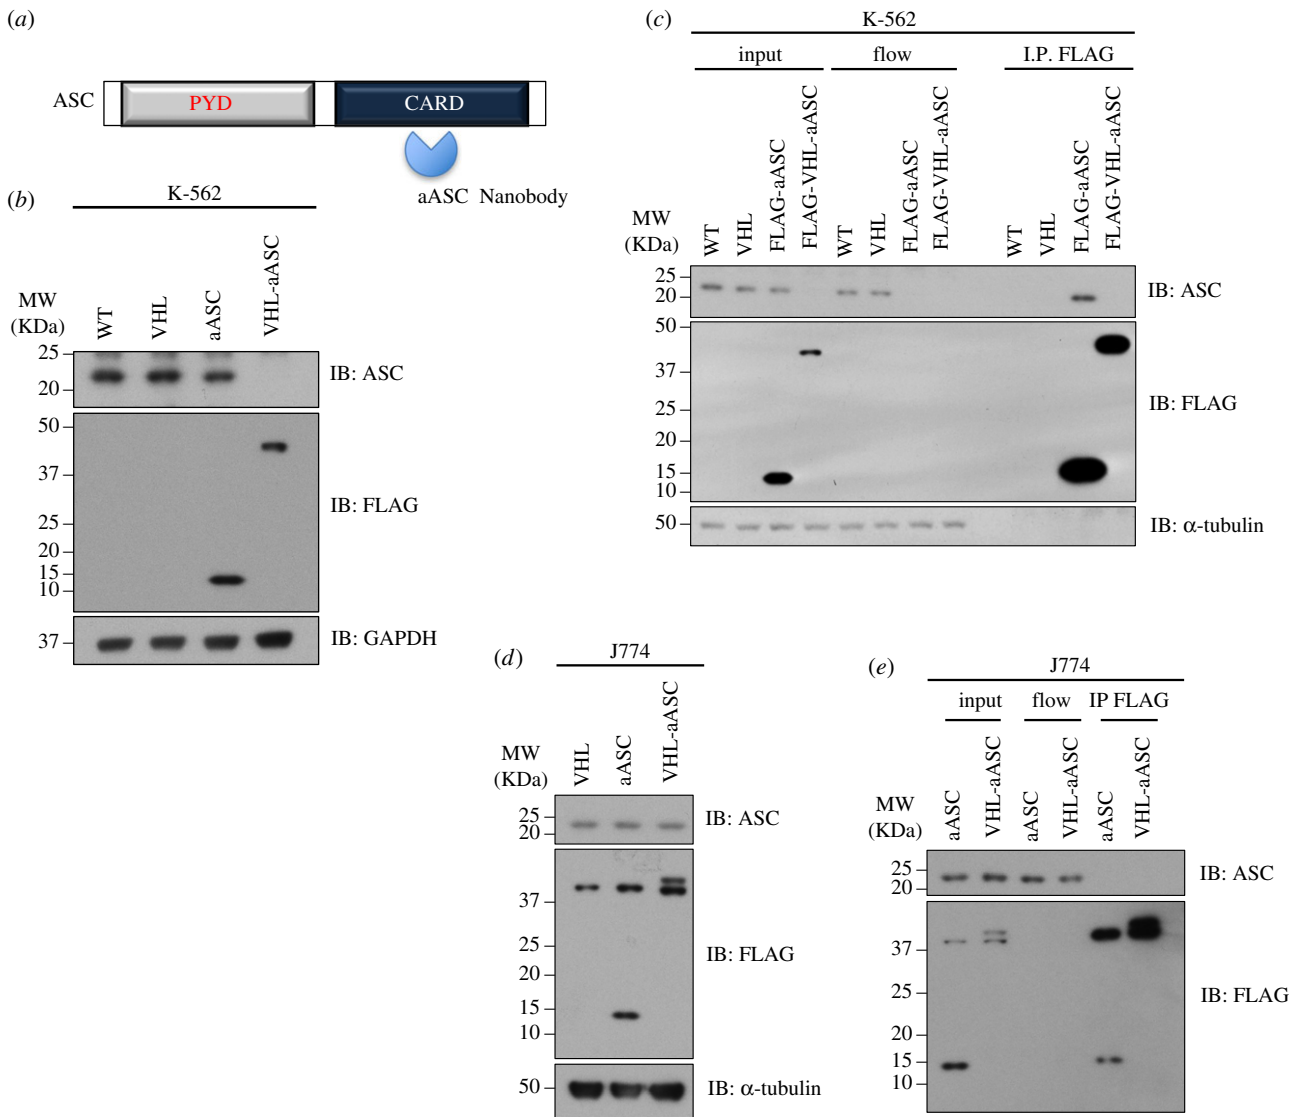 (a)
ASC
PYD
CARD
aASC Nanobody
(b)
K-562
MW
(KDa)
WT
VHL
aASC
VHL-aASC
25
20
IB: ASC
50
37
25
20
15
10
IB: FLAG
37
IB: GAPDH
(c)
K-562
input
flow
I.P. FLAG
MW
(KDa)
WT
VHL
FLAG-aASC
FLAG-VHL-aASC
WT
VHL
FLAG-aASC
FLAG-VHL-aASC
WT
VHL
FLAG-aASC
FLAG-VHL-aASC
25
20
IB: ASC
50
37
25
20
15
10
IB: FLAG
50
IB: α-tubulin
(d)
J774
MW
(KDa)
VHL
aASC
VHL-aASC
25
20
IB: ASC
37
25
20
15
10
IB: FLAG
50
IB: α-tubulin
(e)
J774
input
flow
IP FLAG
MW
(KDa)
aASC
VHL-aASC
aASC
VHL-aASC
aASC
VHL-aASC
25
20
IB: ASC
37
25
20
15
10
IB: FLAG